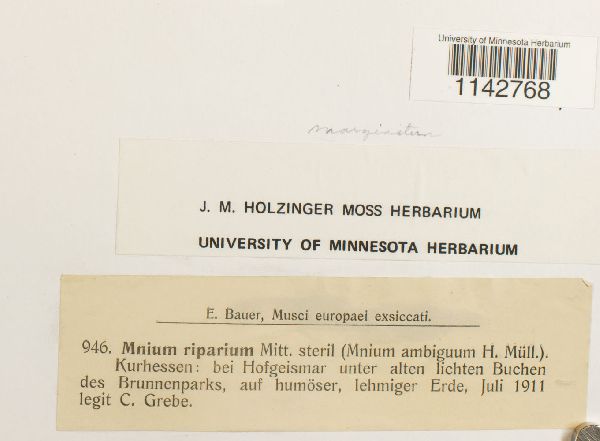 University of Minnesota Herbarium
1142768
marginatum
J. M. HOLZINGER MOSS HERBARIUM
UNIVERSITY OF MINNESOTA HERBARIUM
E. Bauer, Musci europaei exsiccati.
946. Mnium riparium Mitt. steril (Mnium ambiguum H. Müll.).
Kurhessen: bei Hofgeismar unter alten lichten Buchen
des Brunnenparks, auf humöser, lehmiger Erde, Juli 1911
legit C. Grebe.